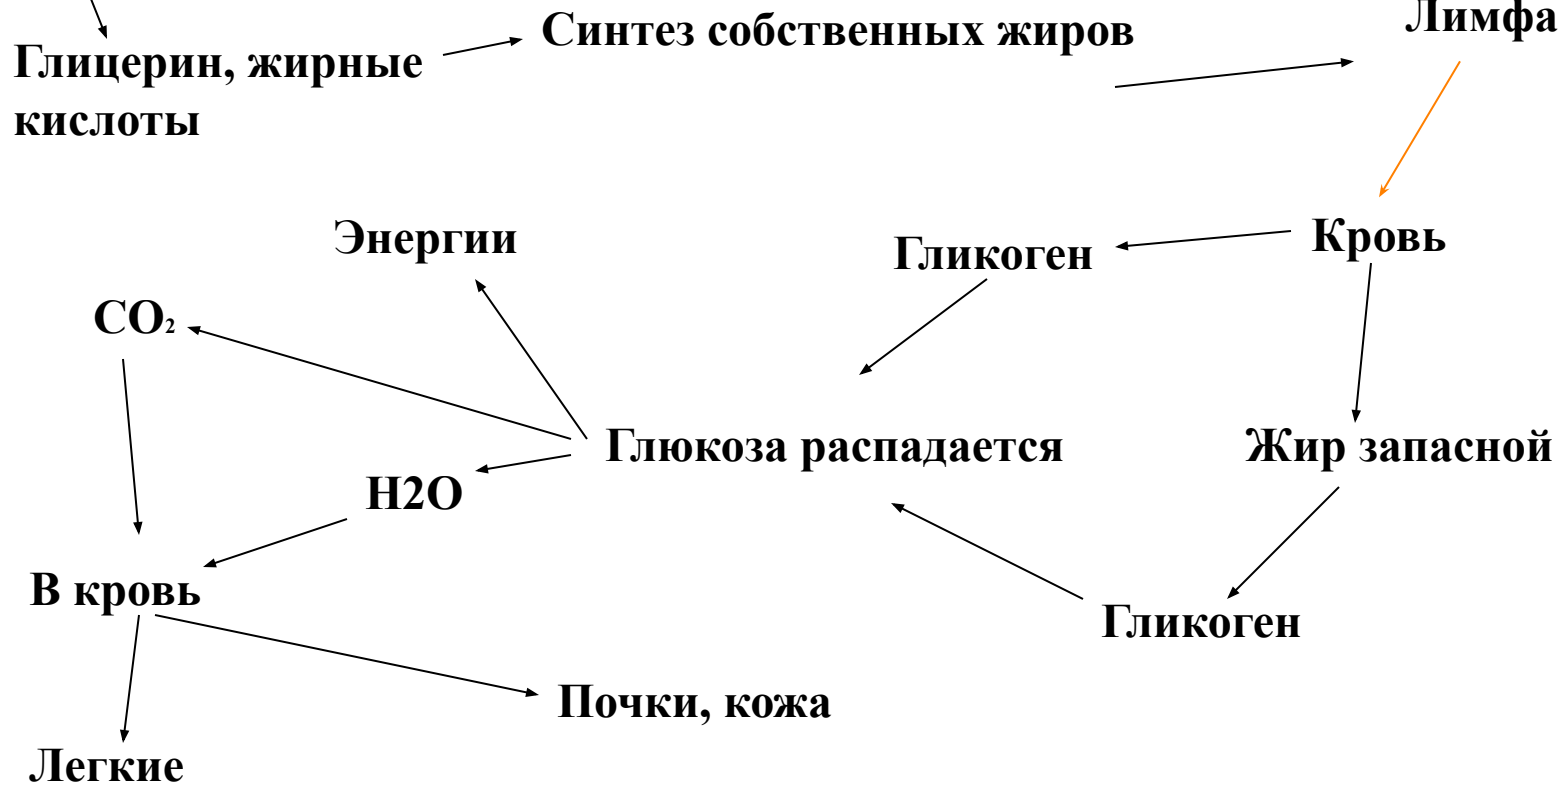 Лимфа
Синтез собственных жиров
Глицерин, жирные
кислоты
Энергии
Гликоген
Кровь
CO₂
Глюкоза распадается
Жир запасной
H2O
В кровь
Гликоген
Почки, кожа
Легкие